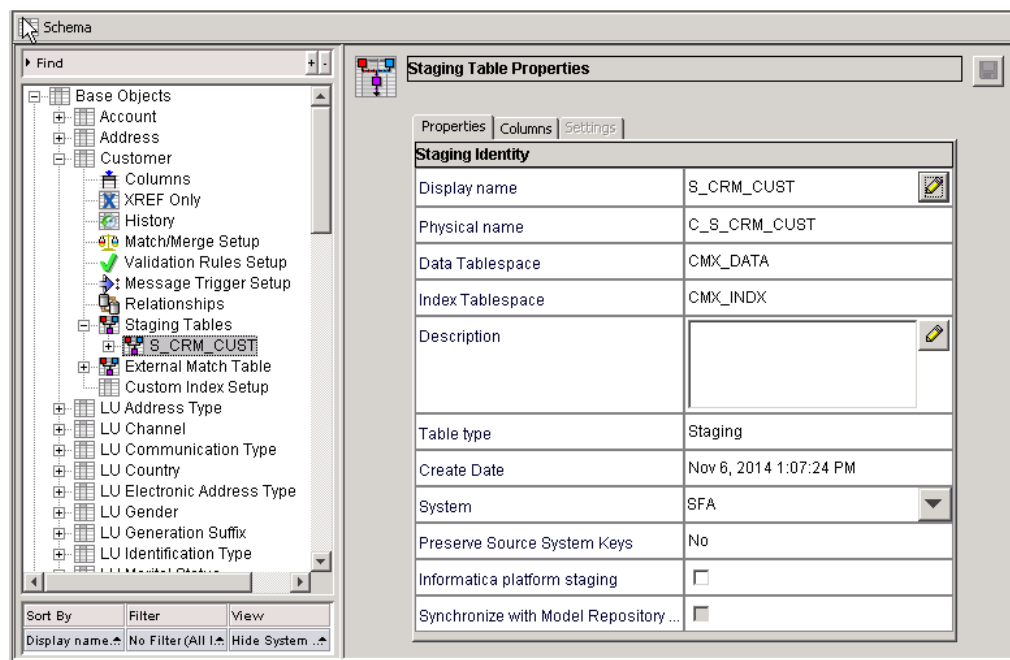 Schema
Find
+ -
Base Objects
Account
Address
Customer
Columns
XREF Only
History
Match/Merge Setup
Validation Rules Setup
Message Trigger Setup
Relationships
Staging Tables
S_CRM_CUST
External Match Table
Custom Index Setup
LU Address Type
LU Channel
LU Communication Type
LU Country
LU Electronic Address Type
LU Gender
LU Generation Suffix
LU Identification Type
LU Marital Status
Sort By Filter View
Display name... No Filter (All I... Hide System ...
Staging Table Properties
Properties Columns Settings
Staging Identity
Display name S_CRM_CUST
Physical name C_S_CRM_CUST
Data Tablespace CMX_DATA
Index Tablespace CMX_INDX
Description
Table type Staging
Create Date Nov 6, 2014 1:07:24 PM
System SFA
Preserve Source System Keys No
Informatica platform staging
Synchronize with Model Repository ...